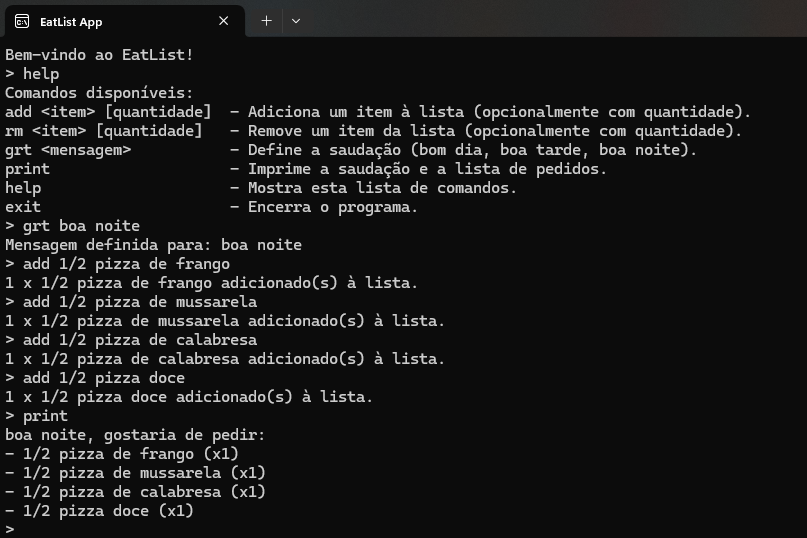 EatList App
Bem-vindo ao EatList!
> help
Comandos disponíveis:
add <item> [quantidade]  - Adiciona um item à lista (opcionalmente com quantidade).
rm <item> [quantidade]   - Remove um item da lista (opcionalmente com quantidade).
grt <mensagem>           - Define a saudação (bom dia, boa tarde, boa noite).
print                    - Imprime a saudação e a lista de pedidos.
help                     - Mostra esta lista de comandos.
exit                     - Encerra o programa.
> grt boa noite
Mensagem definida para: boa noite
> add 1/2 pizza de frango
1 x 1/2 pizza de frango adicionado(s) à lista.
> add 1/2 pizza de mussarela
1 x 1/2 pizza de mussarela adicionado(s) à lista.
> add 1/2 pizza de calabresa
1 x 1/2 pizza de calabresa adicionado(s) à lista.
> add 1/2 pizza doce
1 x 1/2 pizza doce adicionado(s) à lista.
> print
boa noite, gostaria de pedir:
- 1/2 pizza de frango (x1)
- 1/2 pizza de mussarela (x1)
- 1/2 pizza de calabresa (x1)
- 1/2 pizza doce (x1)
>